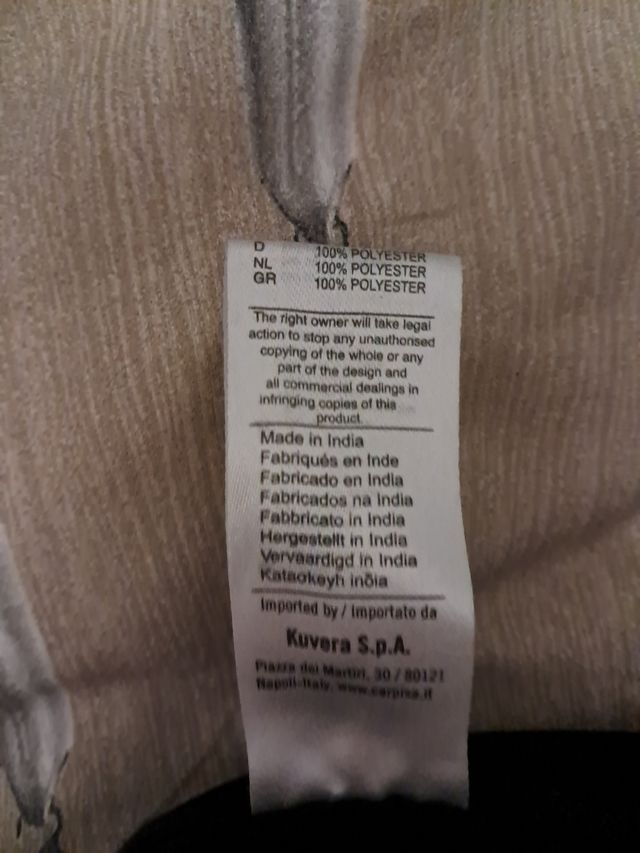 D 100% POLYESTER
NL 100% POLYESTER
GR 100% POLYESTER
The right owner will take legal
action to stop any unauthorised
copying of the whole or any
part of the design and
all commercial dealings in
infringing copies of this
product.
Made in India
Fabriqués en Inde
Fabricado en India
Fabricados na India
Fabbricato in India
Hergestellt in India
Vervaardigd in India
Kataokeyh inõia
Imported by / Importato da
Kuvera S.p.A.
Piazza dei Martiri, 30 / 80121
Napoli-Italy, www.carpisa.it